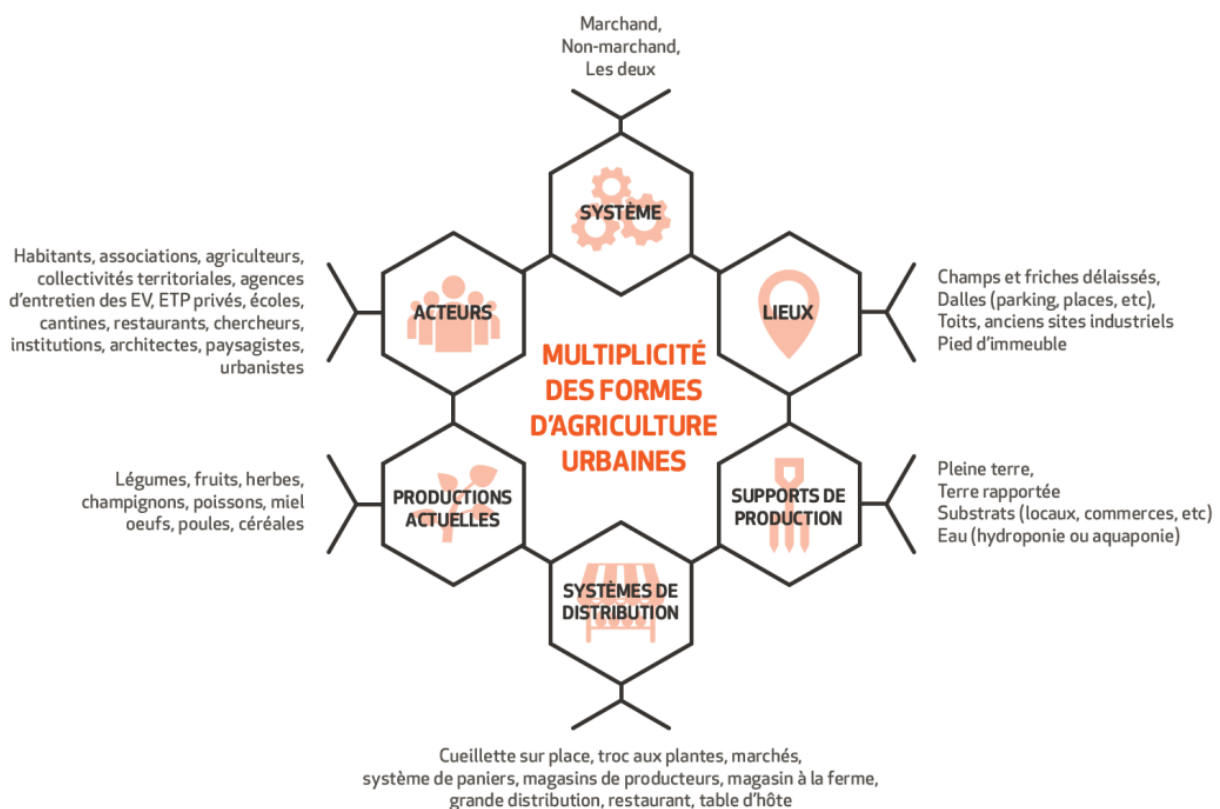 Marchand,
Non-marchand,
Les deux
SYSTÈME
Habitants, associations, agriculteurs,
collectivités territoriales, agences
d'entretien des EV, ETP privés, écoles,
cantines, restaurants, chercheurs,
institutions, architectes, paysagistes,
urbanistes
ACTEURS
LIEUX
Champs et friches délaissés,
Dalles (parking, places, etc),
Toits, anciens sites industriels
Pied d'immeuble
MULTIPLICITÉ
DES FORMES
D'AGRICULTURE
URBAINES
Légumes, fruits, herbes,
champignons, poissons, miel
oeufs, poules, céréales
PRODUCTIONS
ACTUELLES
SUPPORTS DE
PRODUCTION
Pleine terre,
Terre rapportée
Substrats (locaux, commerces, etc)
Eau (hydroponie ou aquaponie)
SYSTÈMES DE
DISTRIBUTION
Cueillette sur place, troc aux plantes, marchés,
système de paniers, magasins de producteurs, magasin à la ferme,
grande distribution, restaurant, table d'hôte